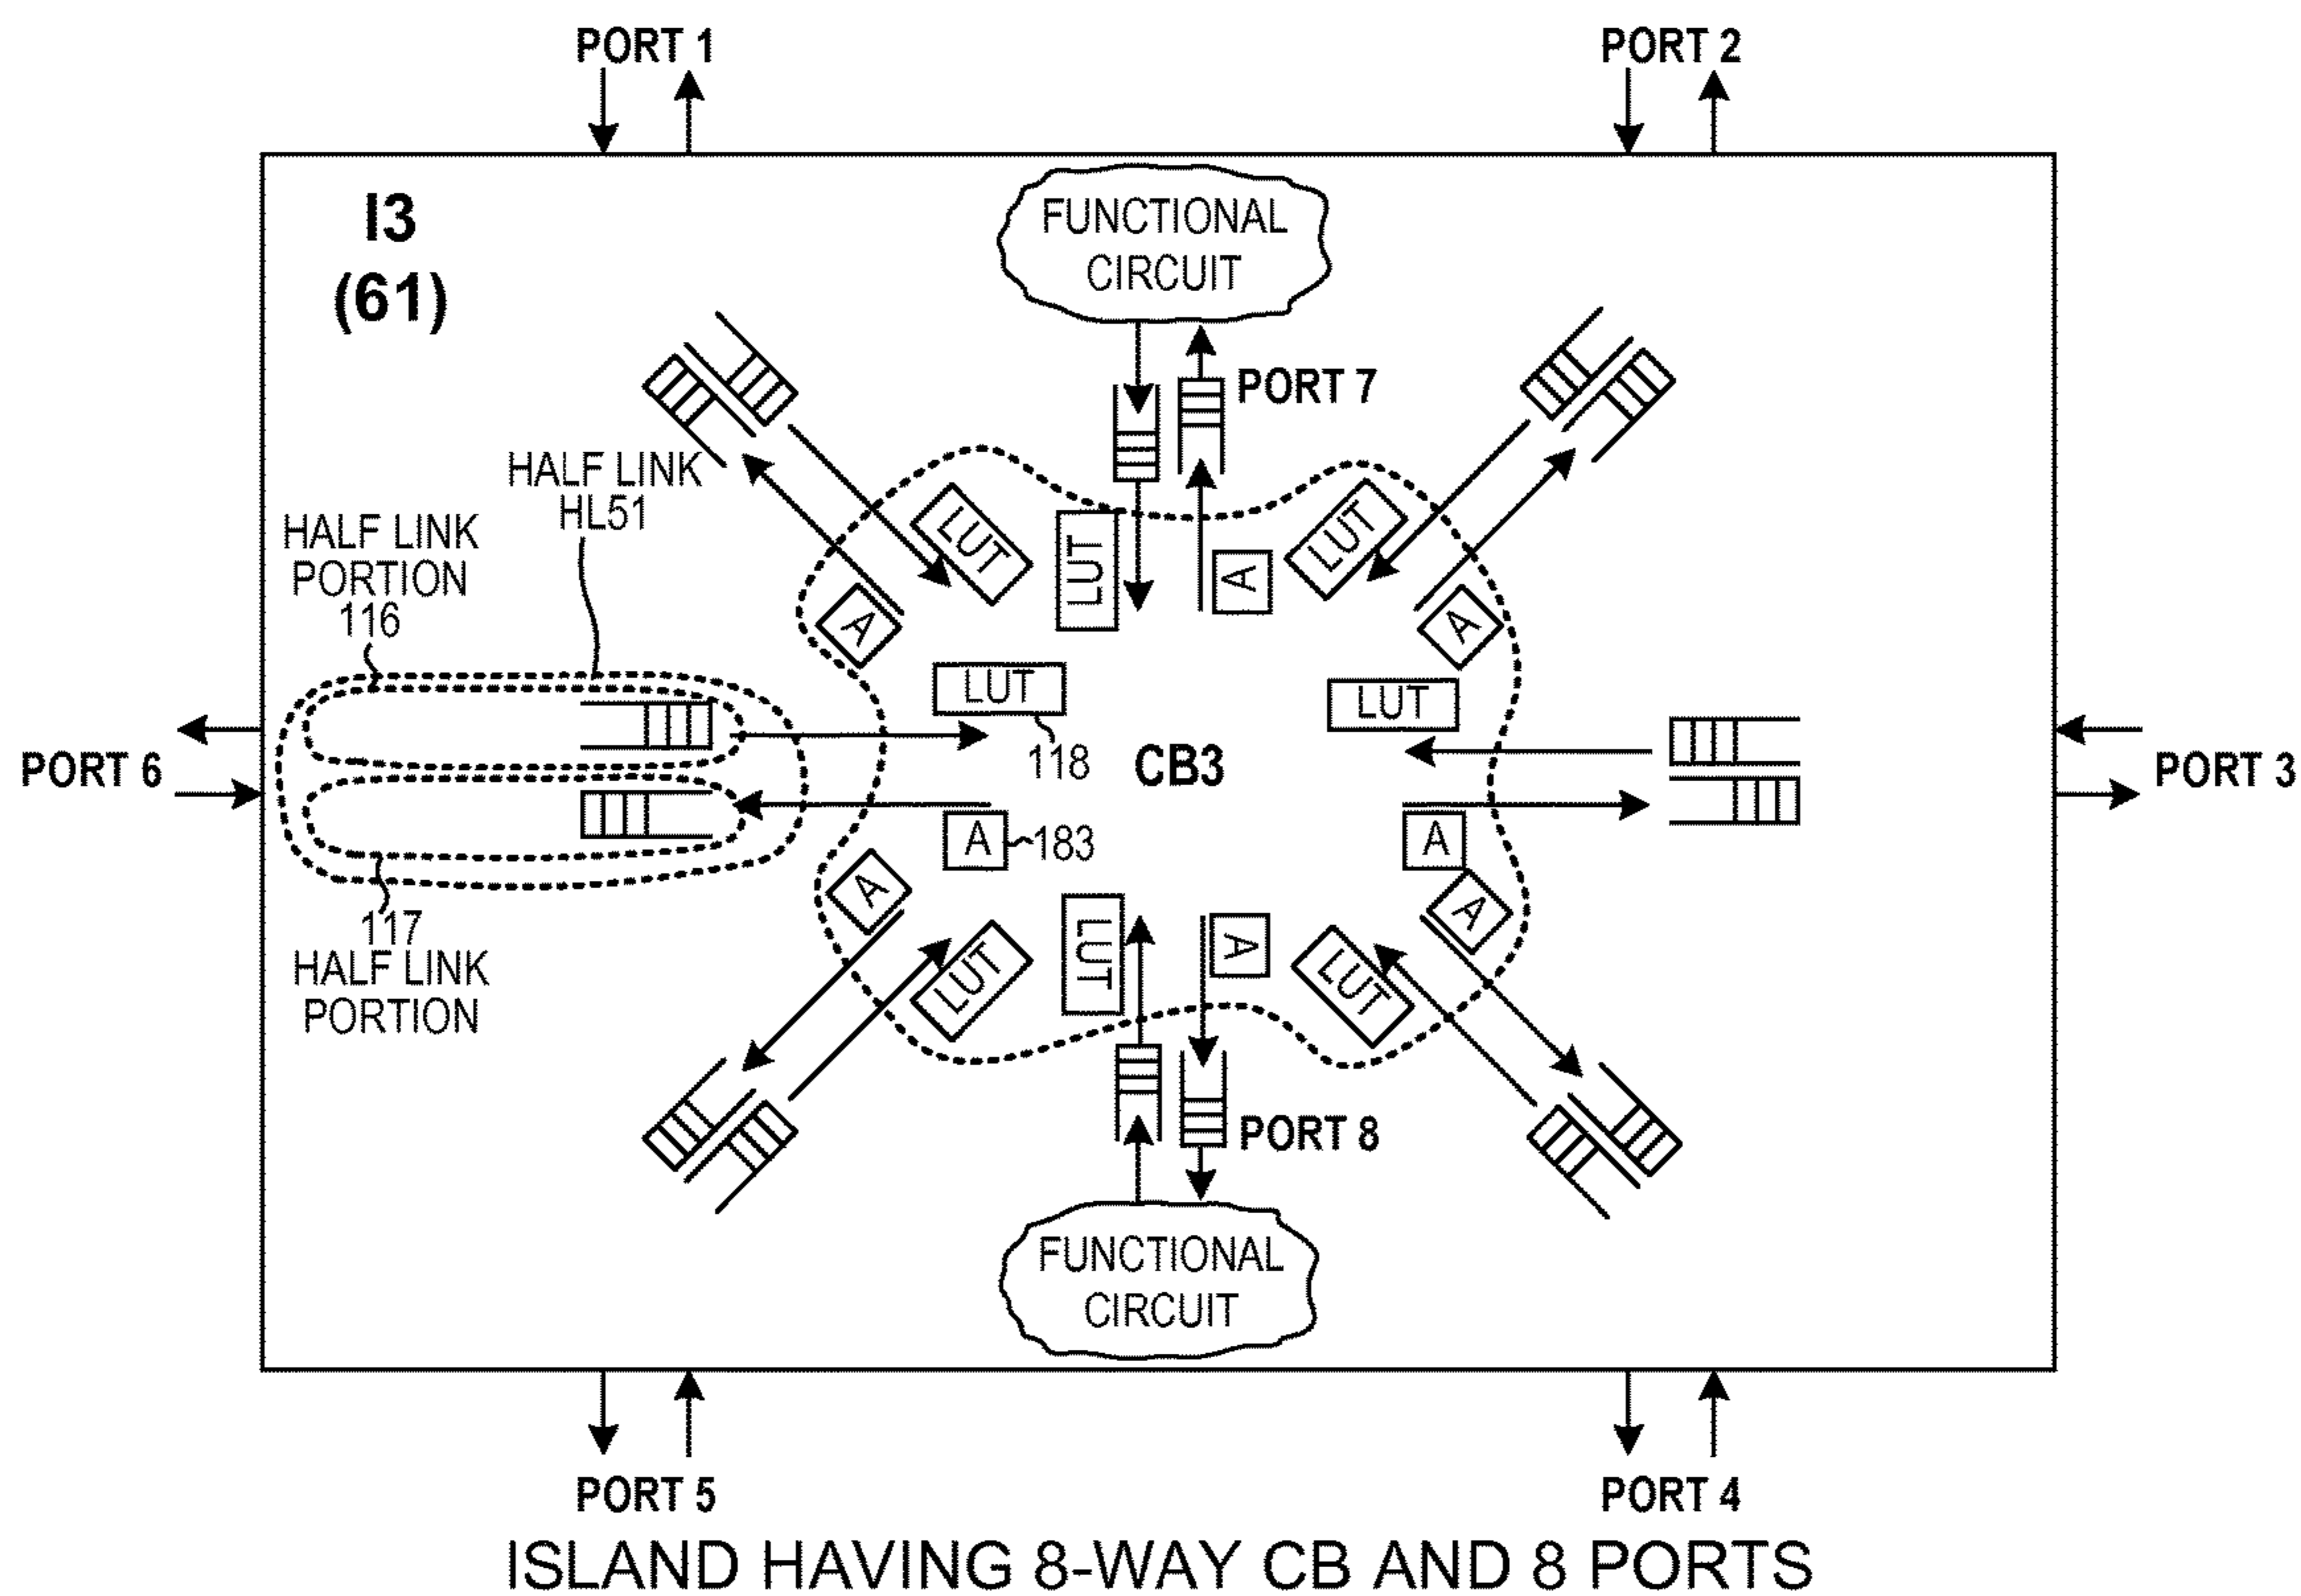 PORT 1
PORT 2
I3
(61)
FUNCTIONAL
CIRCUIT
PORT 7
HALF LINK
HL51
HALF LINK
PORTION
116
LUT
LUT
A
LUT
A
A
LUT
118
LUT
CB3
PORT 6
PORT 3
A
183
A
A
A
117
HALF LINK
PORTION
LUT
LUT
A
LUT
PORT 8
FUNCTIONAL
CIRCUIT
PORT 5
PORT 4
ISLAND HAVING 8-WAY CB AND 8 PORTS